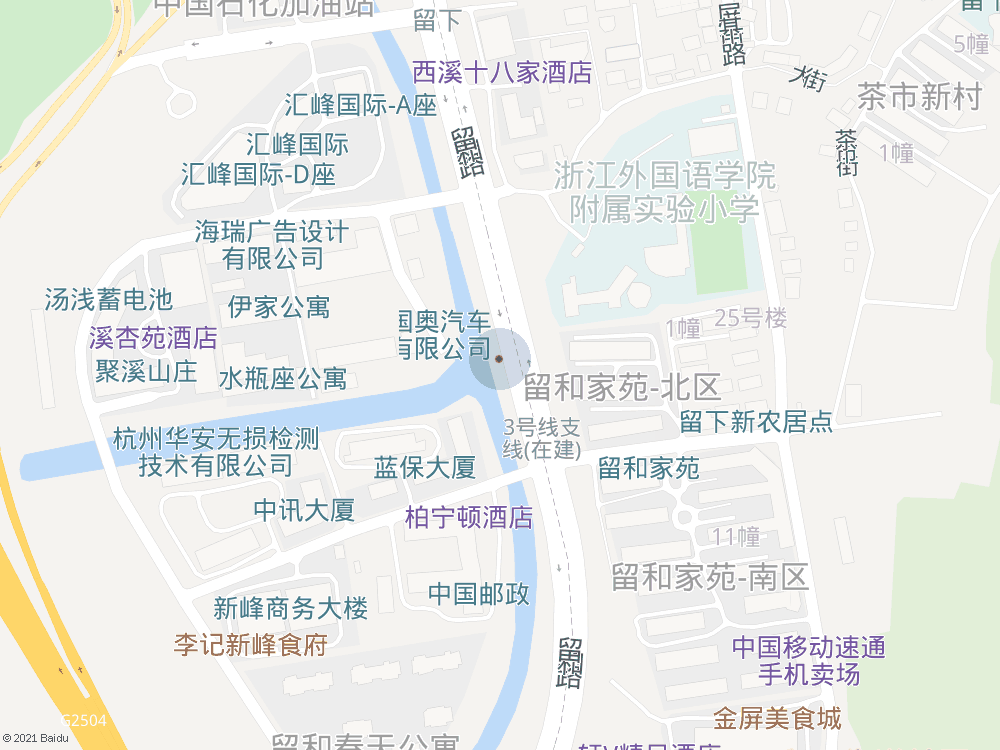 中国石化加油站
留下
西溪十八家酒店
屏基路
留下
5幢
大街
茶市新村
汇峰国际-A座
留和路
茶市街
1幢
汇峰国际
汇峰国际-D座
浙江外国语学院
附属实验小学
海瑞广告设计
有限公司
汤浅蓄电池
伊家公寓
国奥汽车
有限公司
1幢
25号楼
溪杏苑酒店
聚溪山庄
水瓶座公寓
留和家苑-北区
3号线支
线(在建)
留下新农居点
杭州华安无损检测
技术有限公司
蓝保大厦
留和家苑
中讯大厦
柏宁顿酒店
11幢
留和家苑-南区
中国邮政
新峰商务大楼
李记新峰食府
留和路
中国移动速通
手机卖场
G2504
金屏美食城
留和春天公寓
© 2021 Baidu